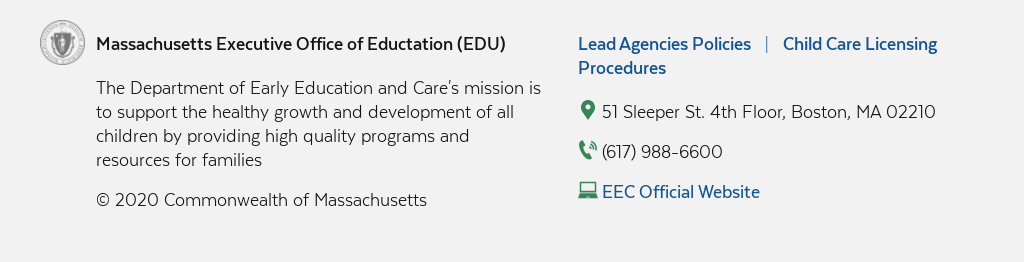 Massachusetts Executive Office of Eductation (EDU)
The Department of Early Education and Care's mission is
to support the healthy growth and development of all
children by providing high quality programs and
resources for families
© 2020 Commonwealth of Massachusetts
Lead Agencies Policies | Child Care Licensing
Procedures
51 Sleeper St. 4th Floor, Boston, MA 02210
(617) 988-6600
EEC Official Website